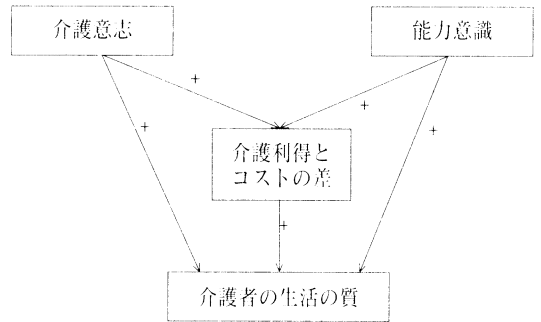 介護意志
能力意識
+
+
+
+
介護利得と
コストの差
+
介護者の生活の質